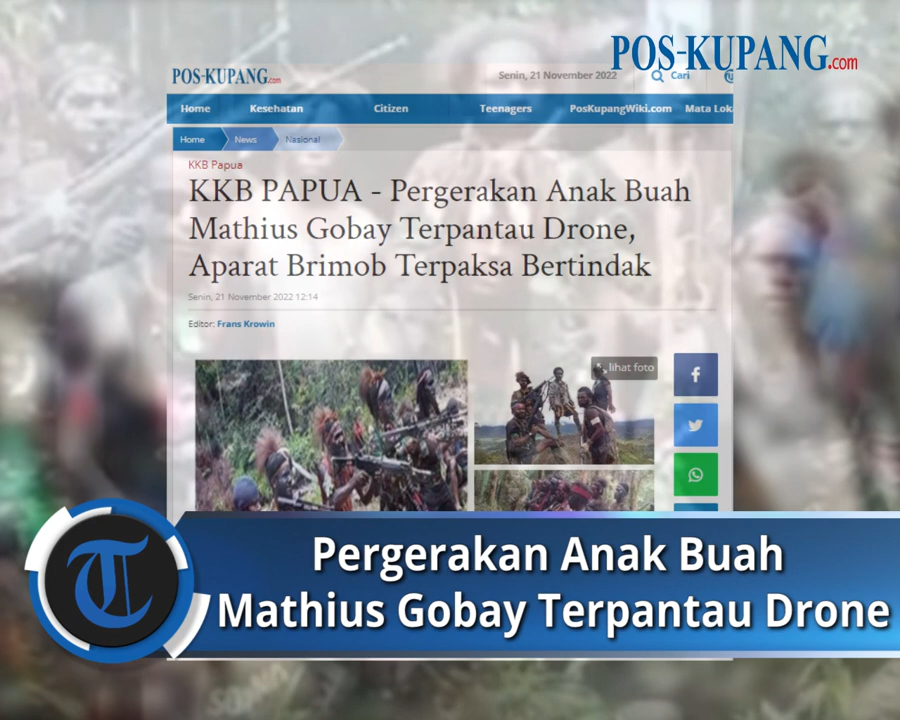 POS-KUPANG.com
POS-KUPANG.com
Senin, 21 November 2022
Cari
Home Kesehatan Citizen Teenagers PosKupangWiki.com Mata Lok
Home News Nasional
KKB Papua
KKB PAPUA - Pergerakan Anak Buah
Mathius Gobay Terpantau Drone,
Aparat Brimob Terpaksa Bertindak
Senin, 21 November 2022 12:14
Editor: Frans Krowin
lihat foto
Pergerakan Anak Buah
Mathius Gobay Terpantau Drone